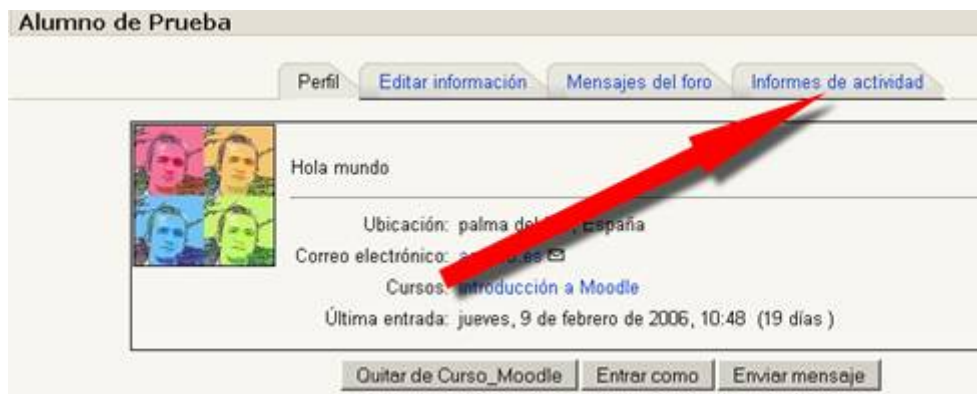 Alumno de Prueba
Perfil Editar información Mensajes del foro Informes de actividad
Hola mundo
Ubicación: palma España
Correo electrónico:
Cursos: Introducción a Moodle
Última entrada: jueves, 9 de febrero de 2006, 10:48 (19 días )
Quitar de Curso_Moodle Entrar como Enviar mensaje